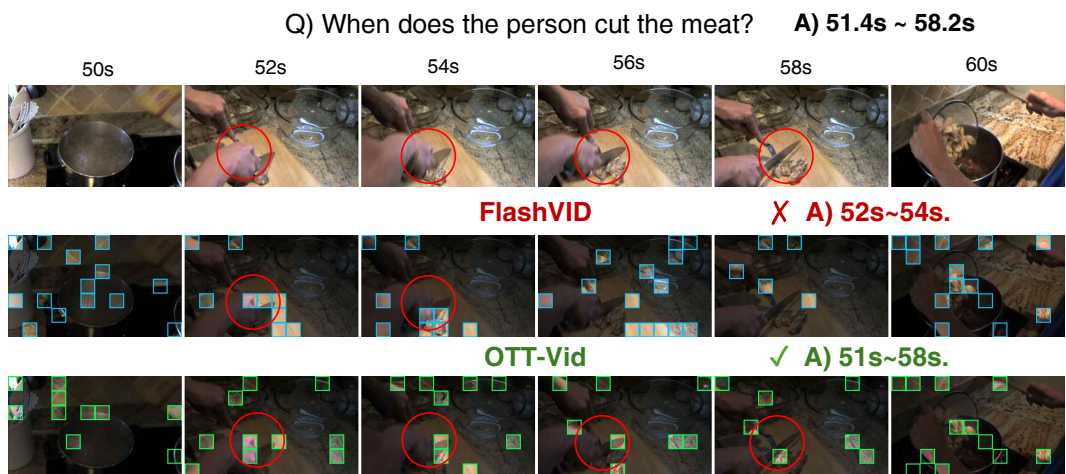 Q) When does the person cut the meat? A) 51.4s ~ 58.2s
50s 52s 54s 56s 58s 60s
FlashVID ✗ A) 52s~54s.
OTT-Vid ✓ A) 51s~58s.